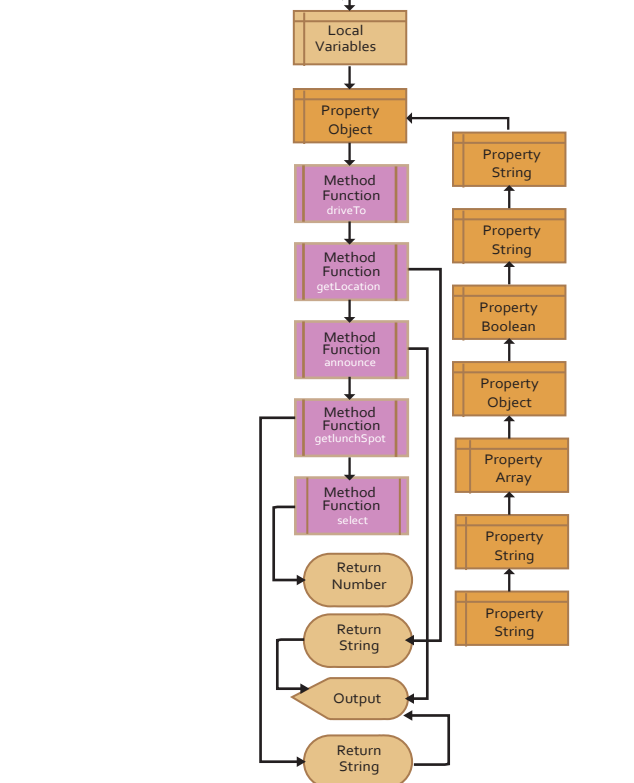 Local
Variables
Property
Object
Method
Function
driveTo
Method
Function
getLocation
Method
Function
announce
Method
Function
getlunchSpot
Method
Function
select
Return
Number
Return
String
Output
Return
String
Property
String
Property
String
Property
Boolean
Property
Object
Property
Array
Property
String
Property
String